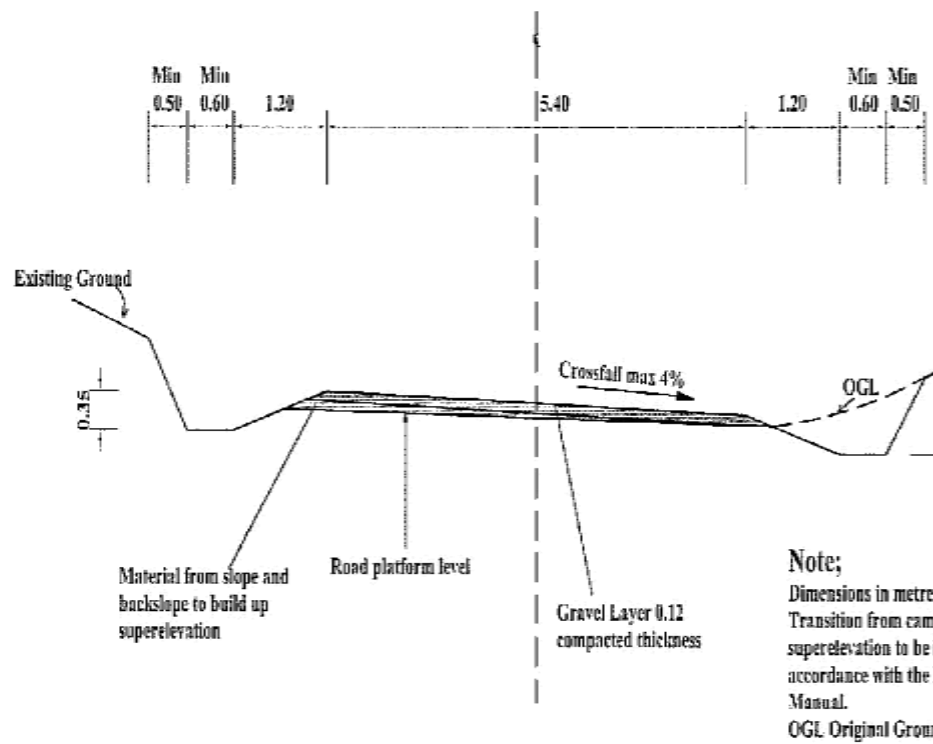 Min Min
0.50 0.60 1.20 5.40 1.20
Min Min
0.60 0.50
Existing Ground
0.35
Crossfall max 4%
OGL
Material from slope and
backslope to build up
superelevation
Road platform level
Gravel Layer 0.12
compacted thickness
Note;
Dimensions in metre
Transition from cam
superelevation to be
accordance with the
Manual.
OGL Original Groun